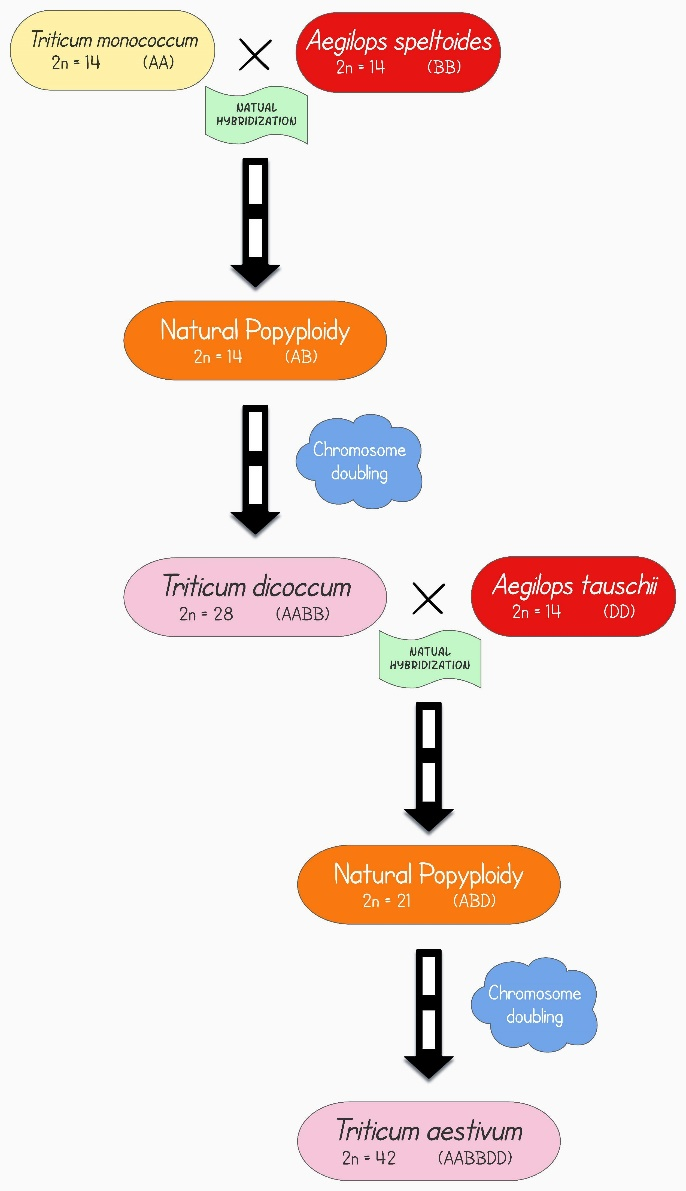 Triticum monococcum
2n = 14 (AA)
Aegilops speltoides
2n = 14 (BB)
NATUAL
HYBRIDIZATION
Natural Popyploidy
2n = 14 (AB)
Chromosome
doubling
Triticum dicoccum
2n = 28 (AABB)
Aegilops tauschii
2n = 14 (DD)
NATUAL
HYBRIDIZATION
Natural Popyploidy
2n = 21 (ABD)
Chromosome
doubling
Triticum aestivum
2n = 42 (AABBDD)